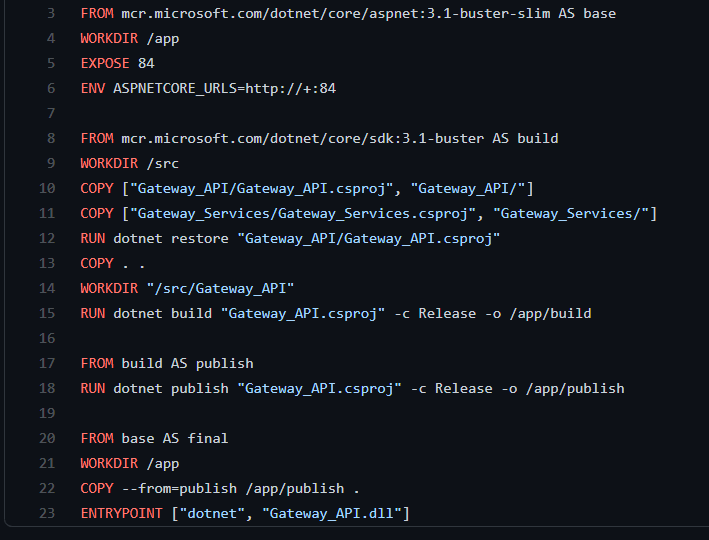 3 FROM mcr.microsoft.com/dotnet/core/aspnet:3.1-buster-slim AS base
4 WORKDIR /app
5 EXPOSE 84
6 ENV ASPNETCORE_URLS=http://+:84
7
8 FROM mcr.microsoft.com/dotnet/core/sdk:3.1-buster AS build
9 WORKDIR /src
10 COPY ["Gateway_API/Gateway_API.csproj", "Gateway_API/"]
11 COPY ["Gateway_Services/Gateway_Services.csproj", "Gateway_Services/"]
12 RUN dotnet restore "Gateway_API/Gateway_API.csproj"
13 COPY . .
14 WORKDIR "/src/Gateway_API"
15 RUN dotnet build "Gateway_API.csproj" -c Release -o /app/build
16
17 FROM build AS publish
18 RUN dotnet publish "Gateway_API.csproj" -c Release -o /app/publish
19
20 FROM base AS final
21 WORKDIR /app
22 COPY --from=publish /app/publish .
23 ENTRYPOINT ["dotnet", "Gateway_API.dll"]